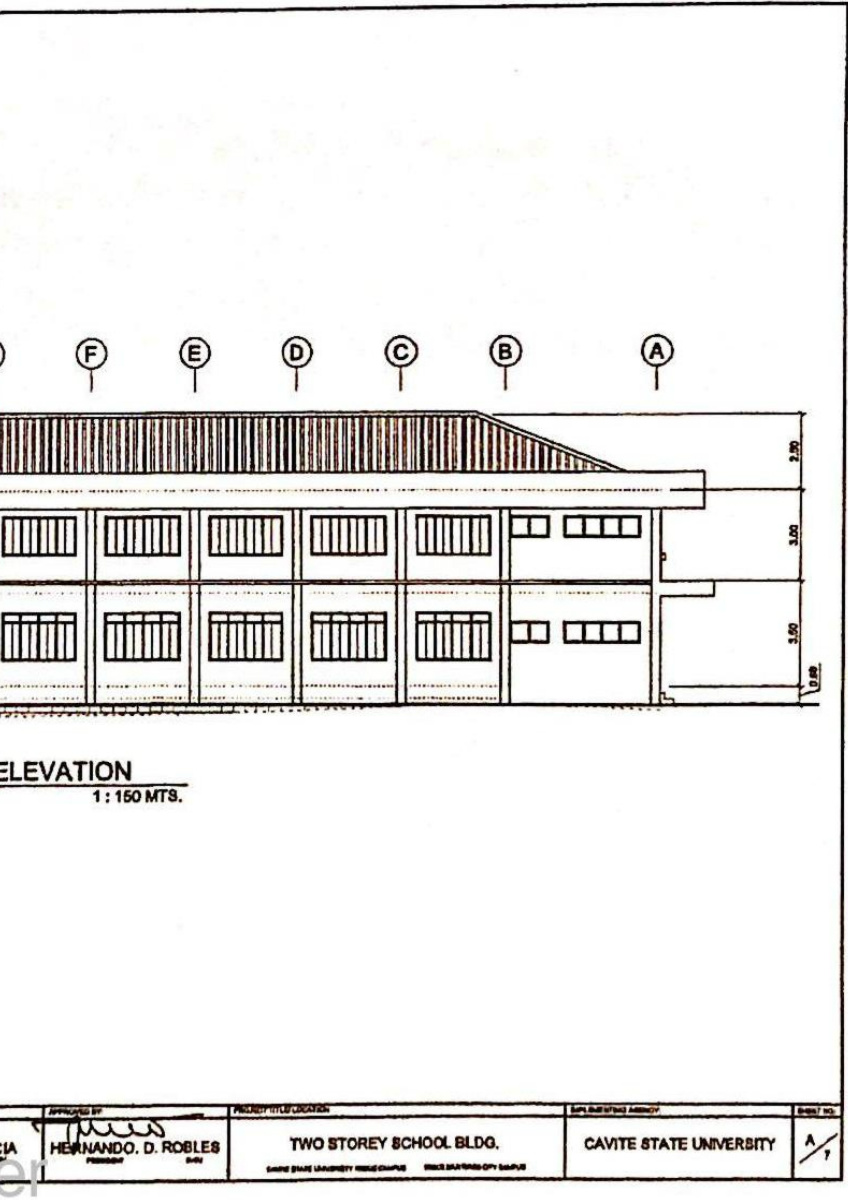 F E D C B A
2.50
3.00
3.50
0.60
ELEVATION
1 : 150 MTS.
APPROVED BY
PROJECT TITLE/LOCATION
IMPLEMENTING AGENCY
SHEET NO.
CIA
HERNANDO. D. ROBLES
TWO STOREY SCHOOL BLDG.
CAVITE STATE UNIVERSITY
A/7
PRESIDENT
er